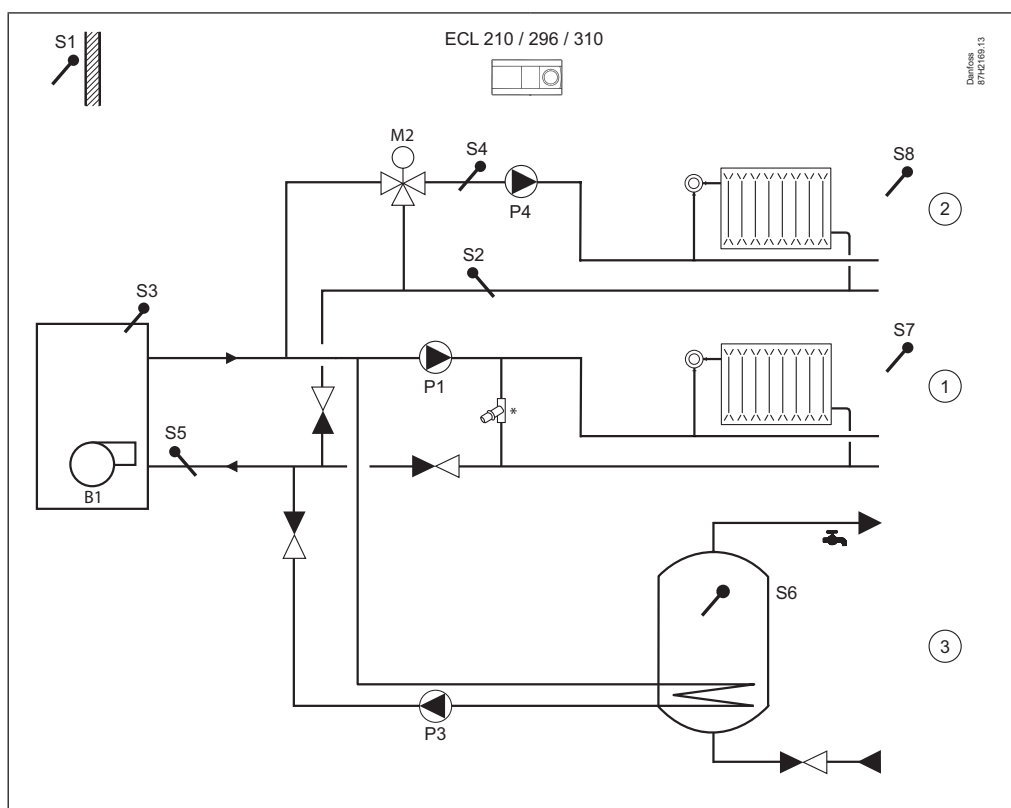 S1
ECL 210 / 296 / 310
Danfoss
87H2169.13
M2
S4
S8
P4
2
S2
S3
S7
P1
1
*
S5
B1
S6
3
P3